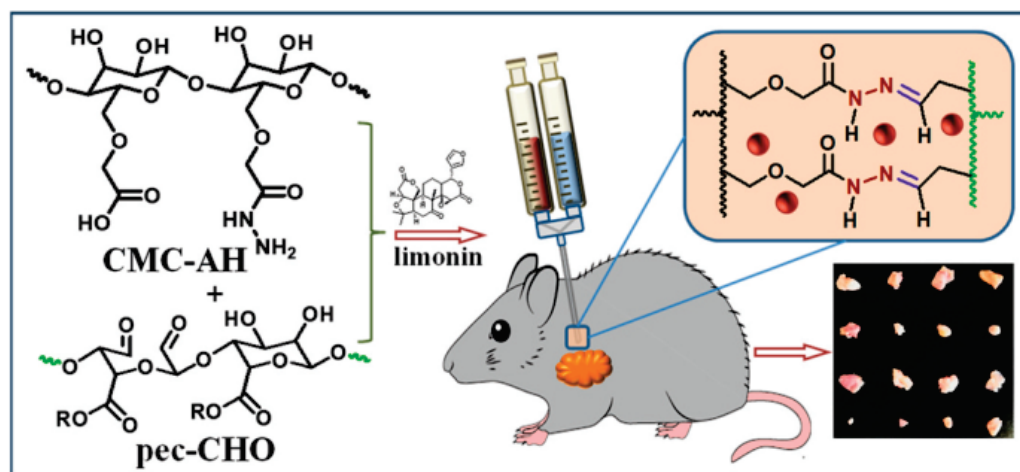 HO OH HO OH
O O O O O
O O
O O
HO HN
NH₂
CMC-AH
+
O O HO OH
O O O O O
RO O RO O
pec-CHO
O O
O H H
O
O O
H O
O
limonin
O
O N N
H H
O
O N N
H H